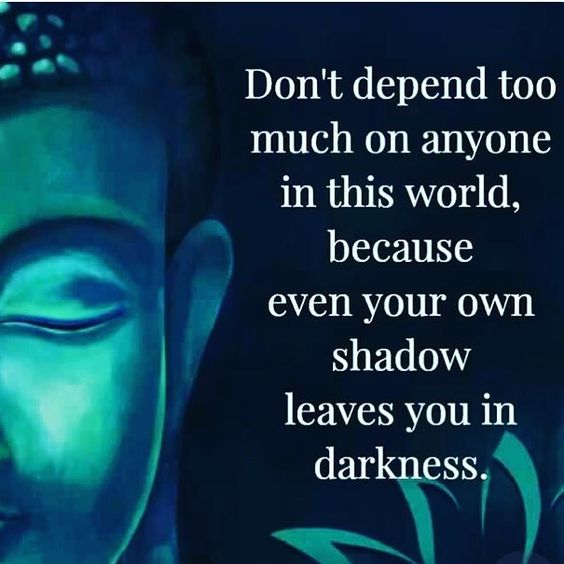 Don't depend too
much on anyone
in this world,
because
even your own
shadow
leaves you in
darkness.